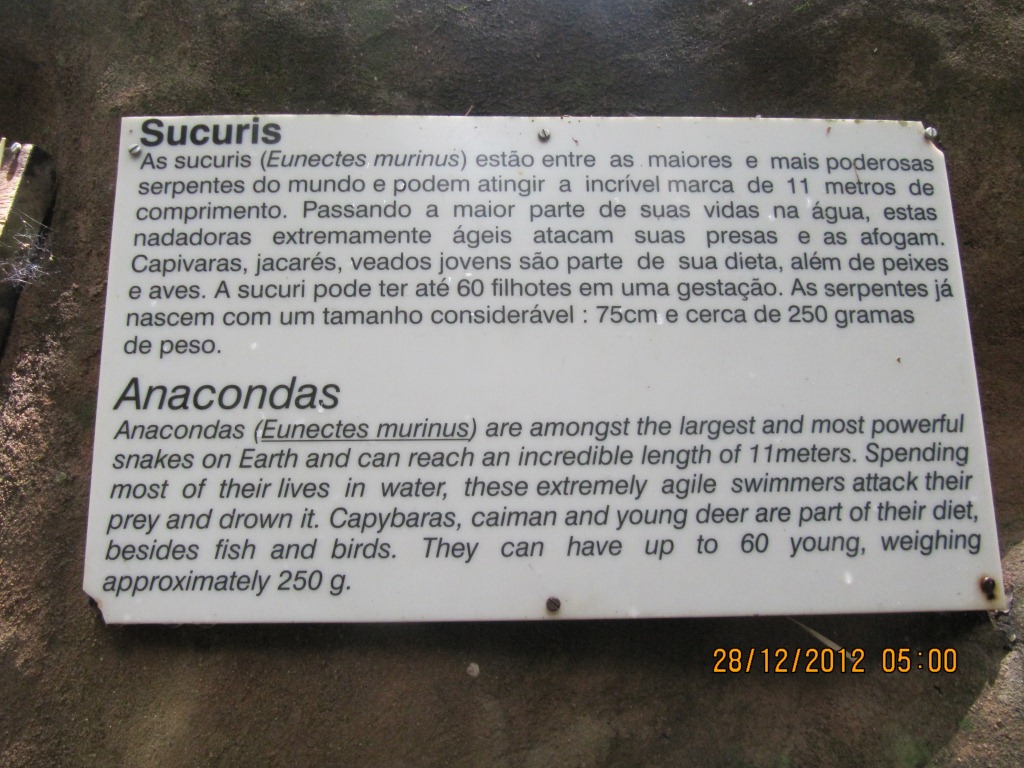 Sucuris
As sucuris (Eunectes murinus) estão entre as maiores e mais poderosas
serpentes do mundo e podem atingir a incrível marca de 11 metros de
comprimento. Passando a maior parte de suas vidas na água, estas
nadadoras extremamente ágeis atacam suas presas e as afogam.
Capivaras, jacarés, veados jovens são parte de sua dieta, além de peixes
e aves. A sucuri pode ter até 60 filhotes em uma gestação. As serpentes já
nascem com um tamanho considerável : 75cm e cerca de 250 gramas
de peso.
Anacondas
Anacondas (Eunectes murinus) are amongst the largest and most powerful
snakes on Earth and can reach an incredible length of 11meters. Spending
most of their lives in water, these extremely agile swimmers attack their
prey and drown it. Capybaras, caiman and young deer are part of their diet,
besides fish and birds. They can have up to 60 young, weighing
approximately 250 g.
28/12/2012 05:00